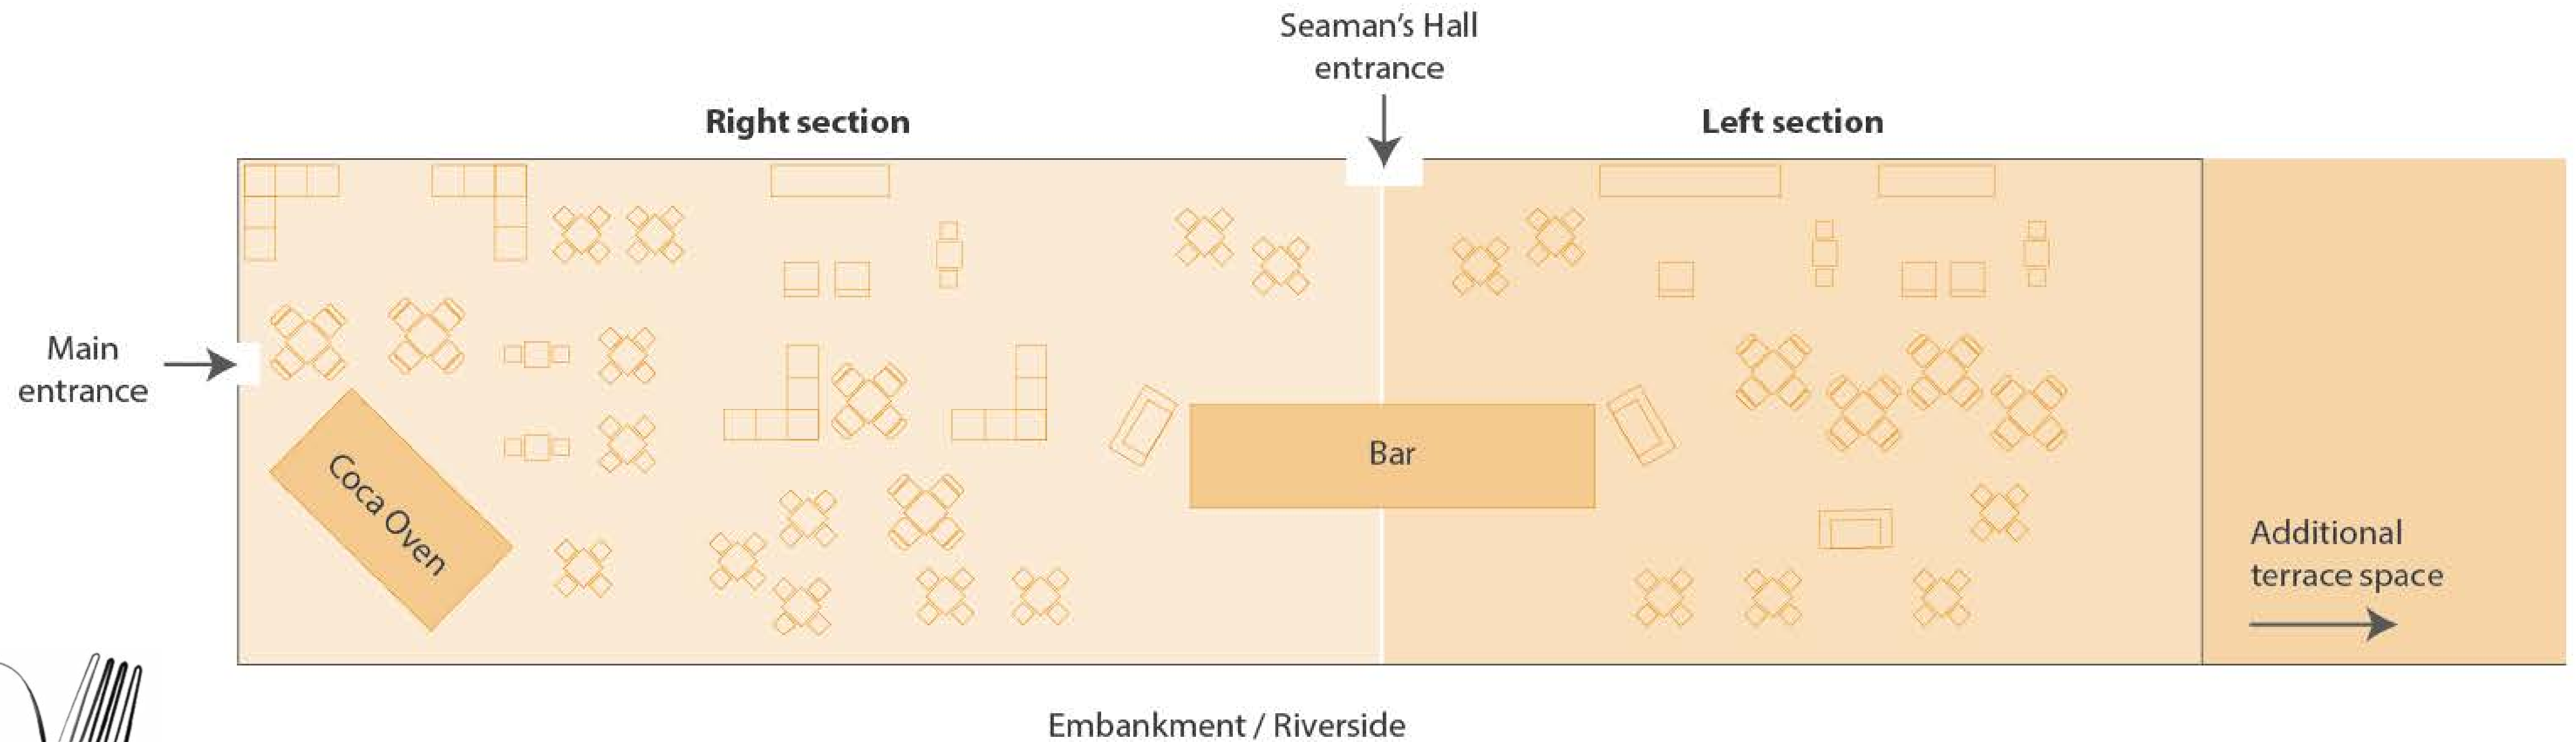 Seaman's Hall
entrance
Right section
Left section
Main
entrance
Coca Oven
Bar
Additional
terrace space
Embankment / Riverside